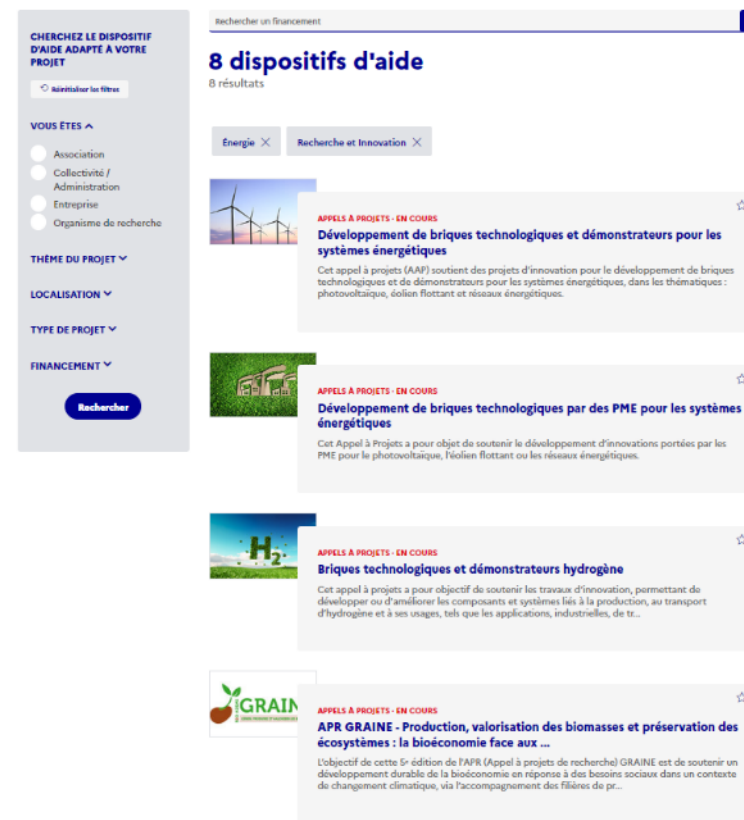 CHERCHEZ LE DISPOSITIF
D'AIDE ADAPTÉ À VOTRE
PROJET
Réinitialiser les filtres
VOUS ÊTES
Association
Collectivité /
Administration
Entreprise
Organisme de recherche
THÈME DU PROJET
LOCALISATION
TYPE DE PROJET
FINANCEMENT
Rechercher
Rechercher un financement
8 dispositifs d'aide
8 résultats
Énergie
Recherche et Innovation
APPELS À PROJETS - EN COURS
Développement de briques technologiques et démonstrateurs pour les
systèmes énergétiques
Cet appel à projets (AAP) soutient des projets d'innovation pour le développement de briques
technologiques et de démonstrateurs pour les systèmes énergétiques, dans les thématiques :
photovoltaïque, éolien flottant et réseaux énergétiques.
APPELS À PROJETS - EN COURS
Développement de briques technologiques par des PME pour les systèmes
énergétiques
Cet Appel à Projets a pour objet de soutenir le développement d'innovations portées par les
PME pour le photovoltaïque, l'éolien flottant ou les réseaux énergétiques.
H2
APPELS À PROJETS - EN COURS
Briques technologiques et démonstrateurs hydrogène
Cet appel à projets a pour objectif de soutenir les travaux d'innovation, permettant de
développer ou d'améliorer les composants et systèmes liés à la production, au transport
d'hydrogène et à ses usages, tels que les applications, industrielles, de tr...
GRAIN
APPELS À PROJETS - EN COURS
APR GRAINE - Production, valorisation des biomasses et préservation des
écosystèmes : la bioéconomie face aux ...
L'objectif de cette 5e édition de l'APR (Appel à projets de recherche) GRAINE est de soutenir un
développement durable de la bioéconomie en réponse à des besoins sociaux dans un contexte
de changement climatique, via l'accompagnement des filières de pr...